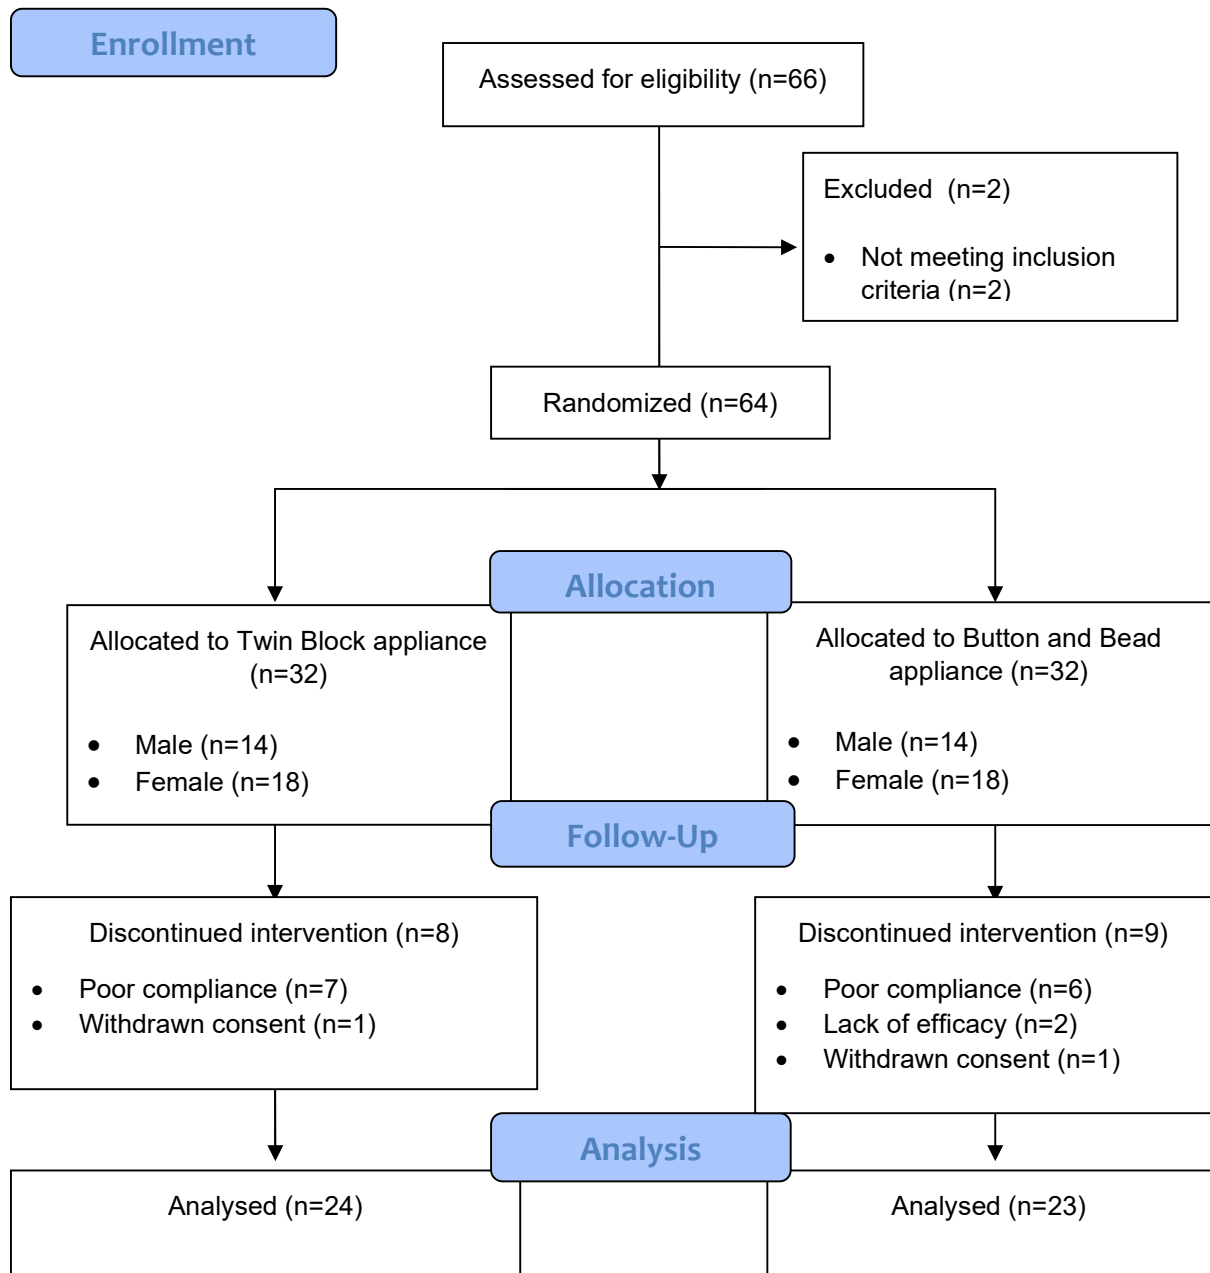 Enrollment
Assessed for eligibility (n=66)
Excluded  (n=2)
• Not meeting inclusion
criteria (n=2)
Randomized (n=64)
Allocation
Allocated to Twin Block appliance
(n=32)
• Male (n=14)
• Female (n=18)
Allocated to Button and Bead
appliance (n=32)
• Male (n=14)
• Female (n=18)
Follow-Up
Discontinued intervention (n=8)
• Poor compliance (n=7)
• Withdrawn consent (n=1)
Discontinued intervention (n=9)
• Poor compliance (n=6)
• Lack of efficacy (n=2)
• Withdrawn consent (n=1)
Analysis
Analysed (n=24)
Analysed (n=23)